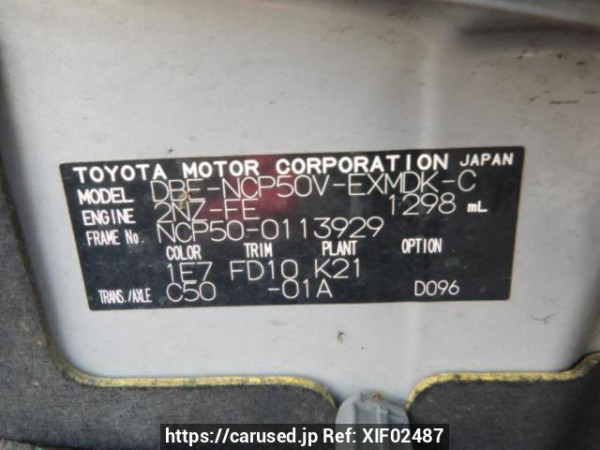 TOYOTA MOTOR CORPORATION JAPAN
MODEL DBE-NCP50V-EXMDK-C
ENGINE 2NZ-FE 1298 mL
FRAME No. NCP50-0113929
COLOR TRIM PLANT OPTION
1E7 FD10 K21
TRANS./AXLE C50 -01A D096
https://carused.jp Ref: XIF02487